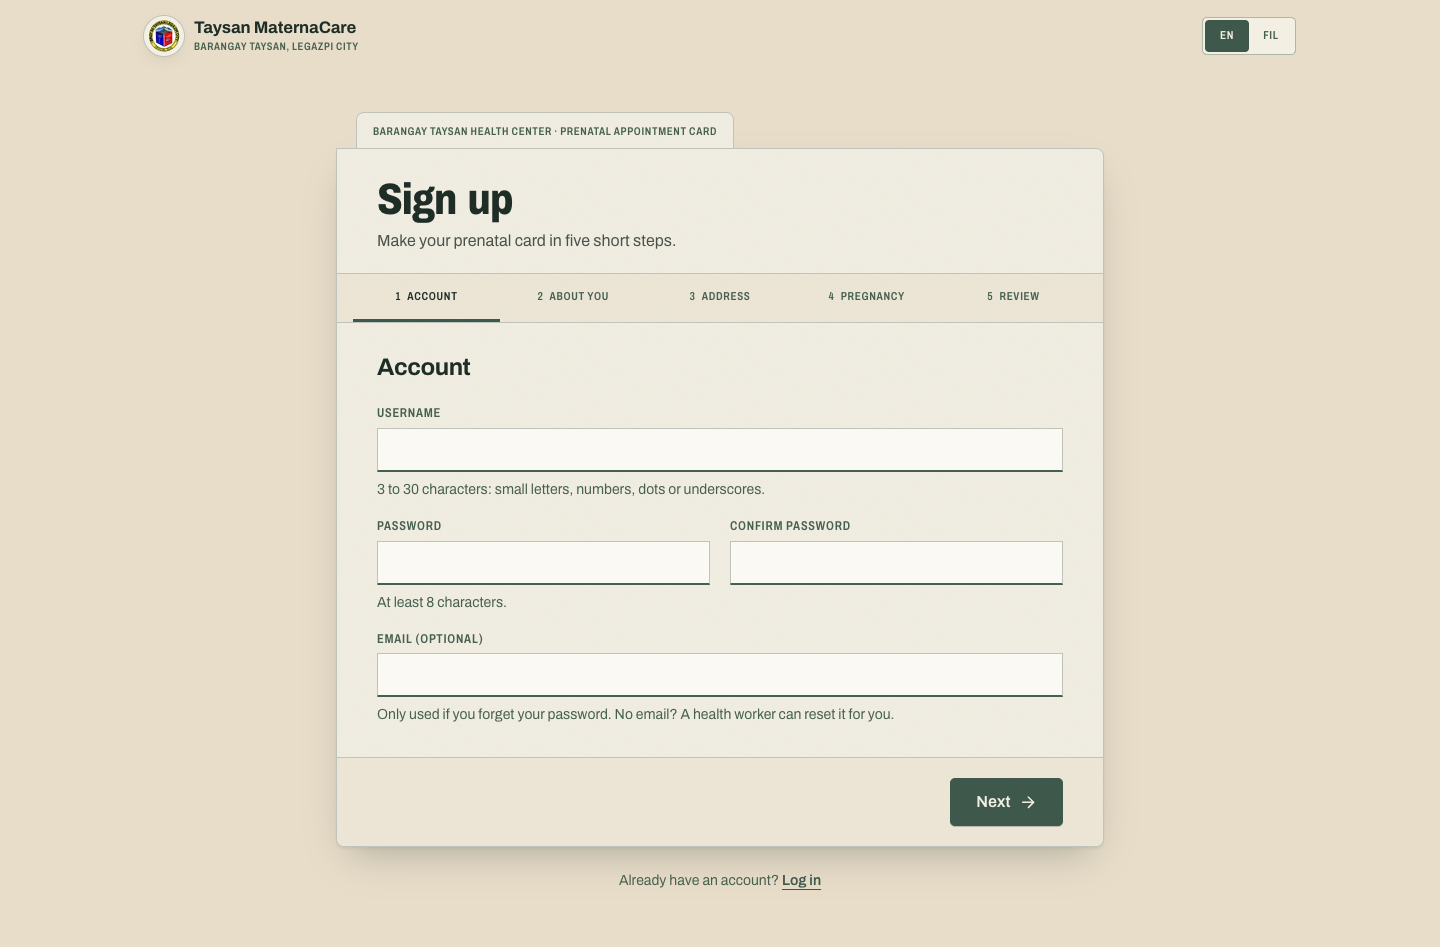 Taysan MaternaCare
BARANGAY TAYSAN, LEGAZPI CITY
EN FIL
BARANGAY TAYSAN HEALTH CENTER · PRENATAL APPOINTMENT CARD
Sign up
Make your prenatal card in five short steps.
1 ACCOUNT 2 ABOUT YOU 3 ADDRESS 4 PREGNANCY 5 REVIEW
Account
USERNAME
3 to 30 characters: small letters, numbers, dots or underscores.
PASSWORD CONFIRM PASSWORD
At least 8 characters.
EMAIL (OPTIONAL)
Only used if you forget your password. No email? A health worker can reset it for you.
Next
Already have an account? Log in